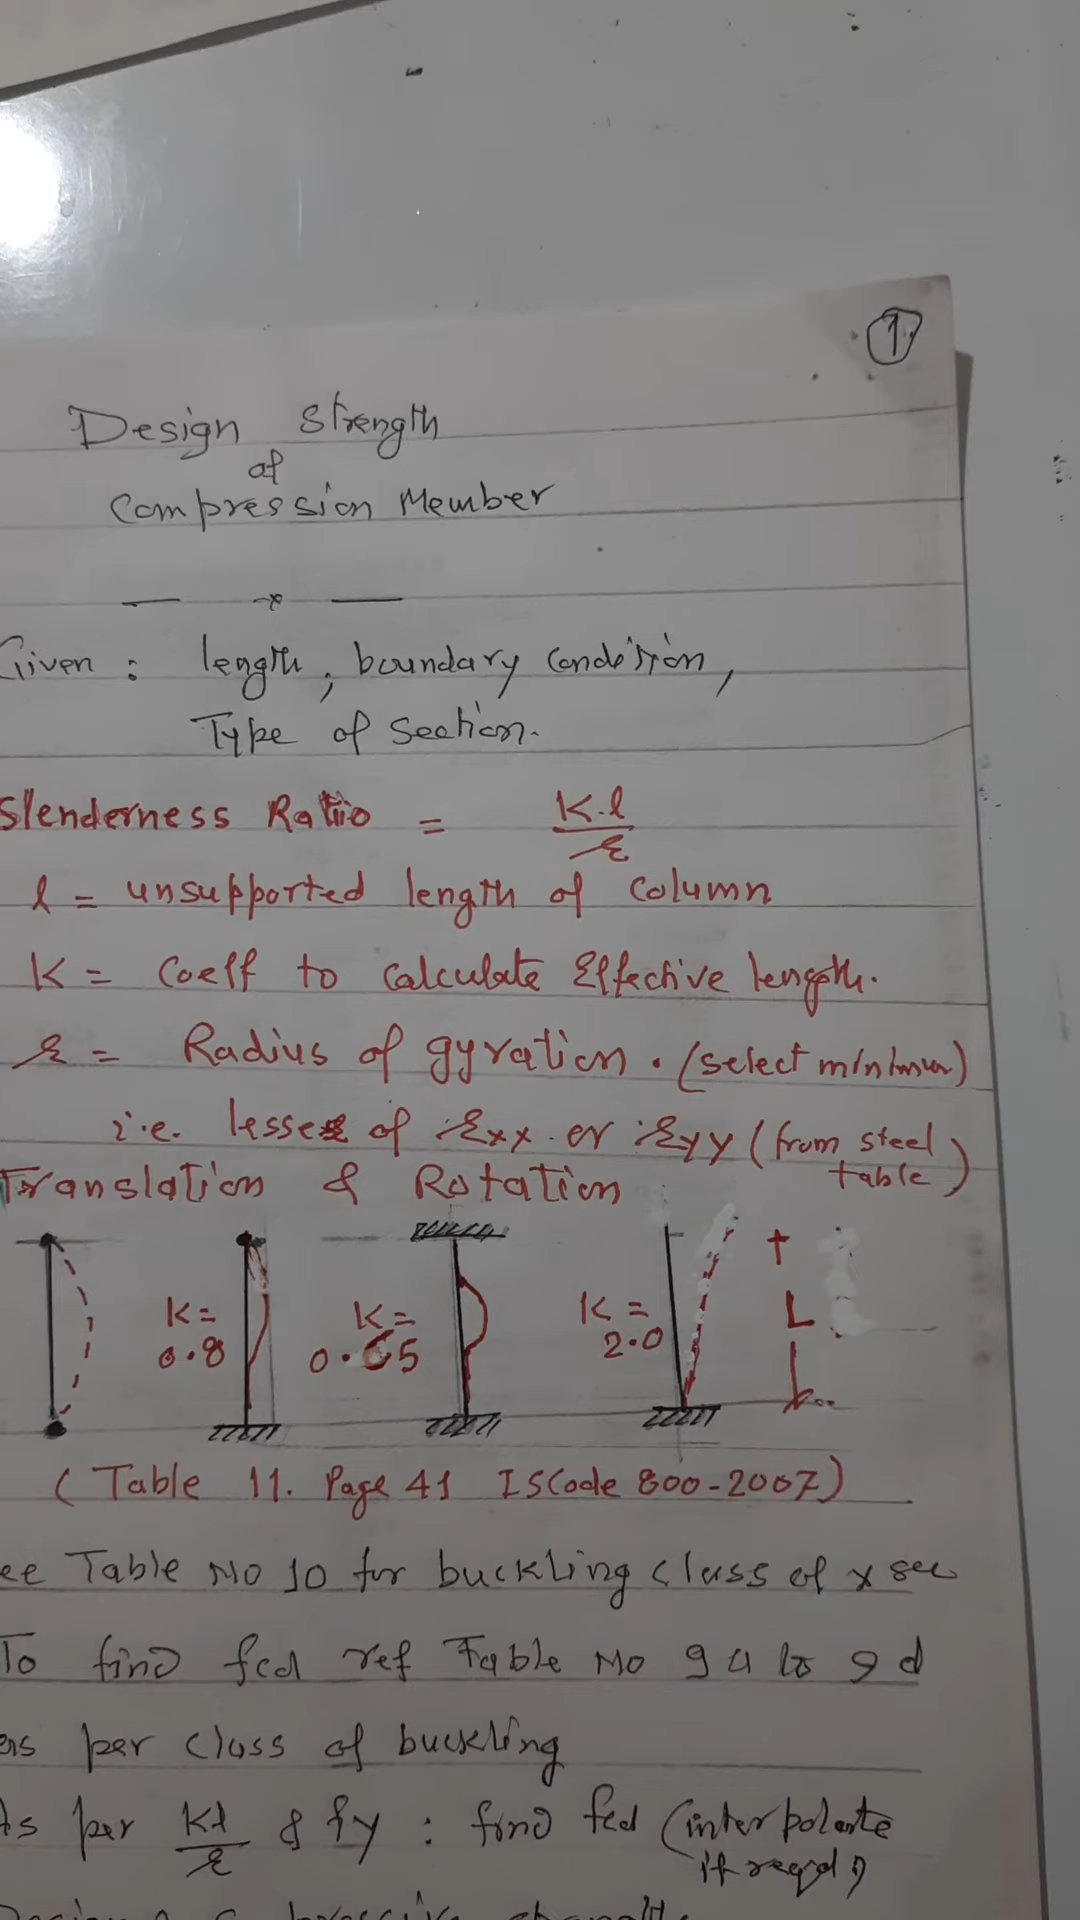 1
Design Strength
of
Compression Member
— x —
Given : length, boundary Condition,
Type of Section.
Slenderness Ratio = K.l / r
l = unsupported length of Column
K = Coeff to Calculate Effective length.
r = Radius of gyration. (select minimum)
i.e. lesser of rxx or ryy (from steel table)
Translation & Rotation
K = 0.8 K = 0.65 K = 2.0
(Table 11. Page 41 IS Code 800-2007)
ee Table No 10 for buckling class of x sec
To find fcd ref Table No 9a to 9d
as per class of buckling
As per Kl / r & fy : find fcd (interpolate if reqd)